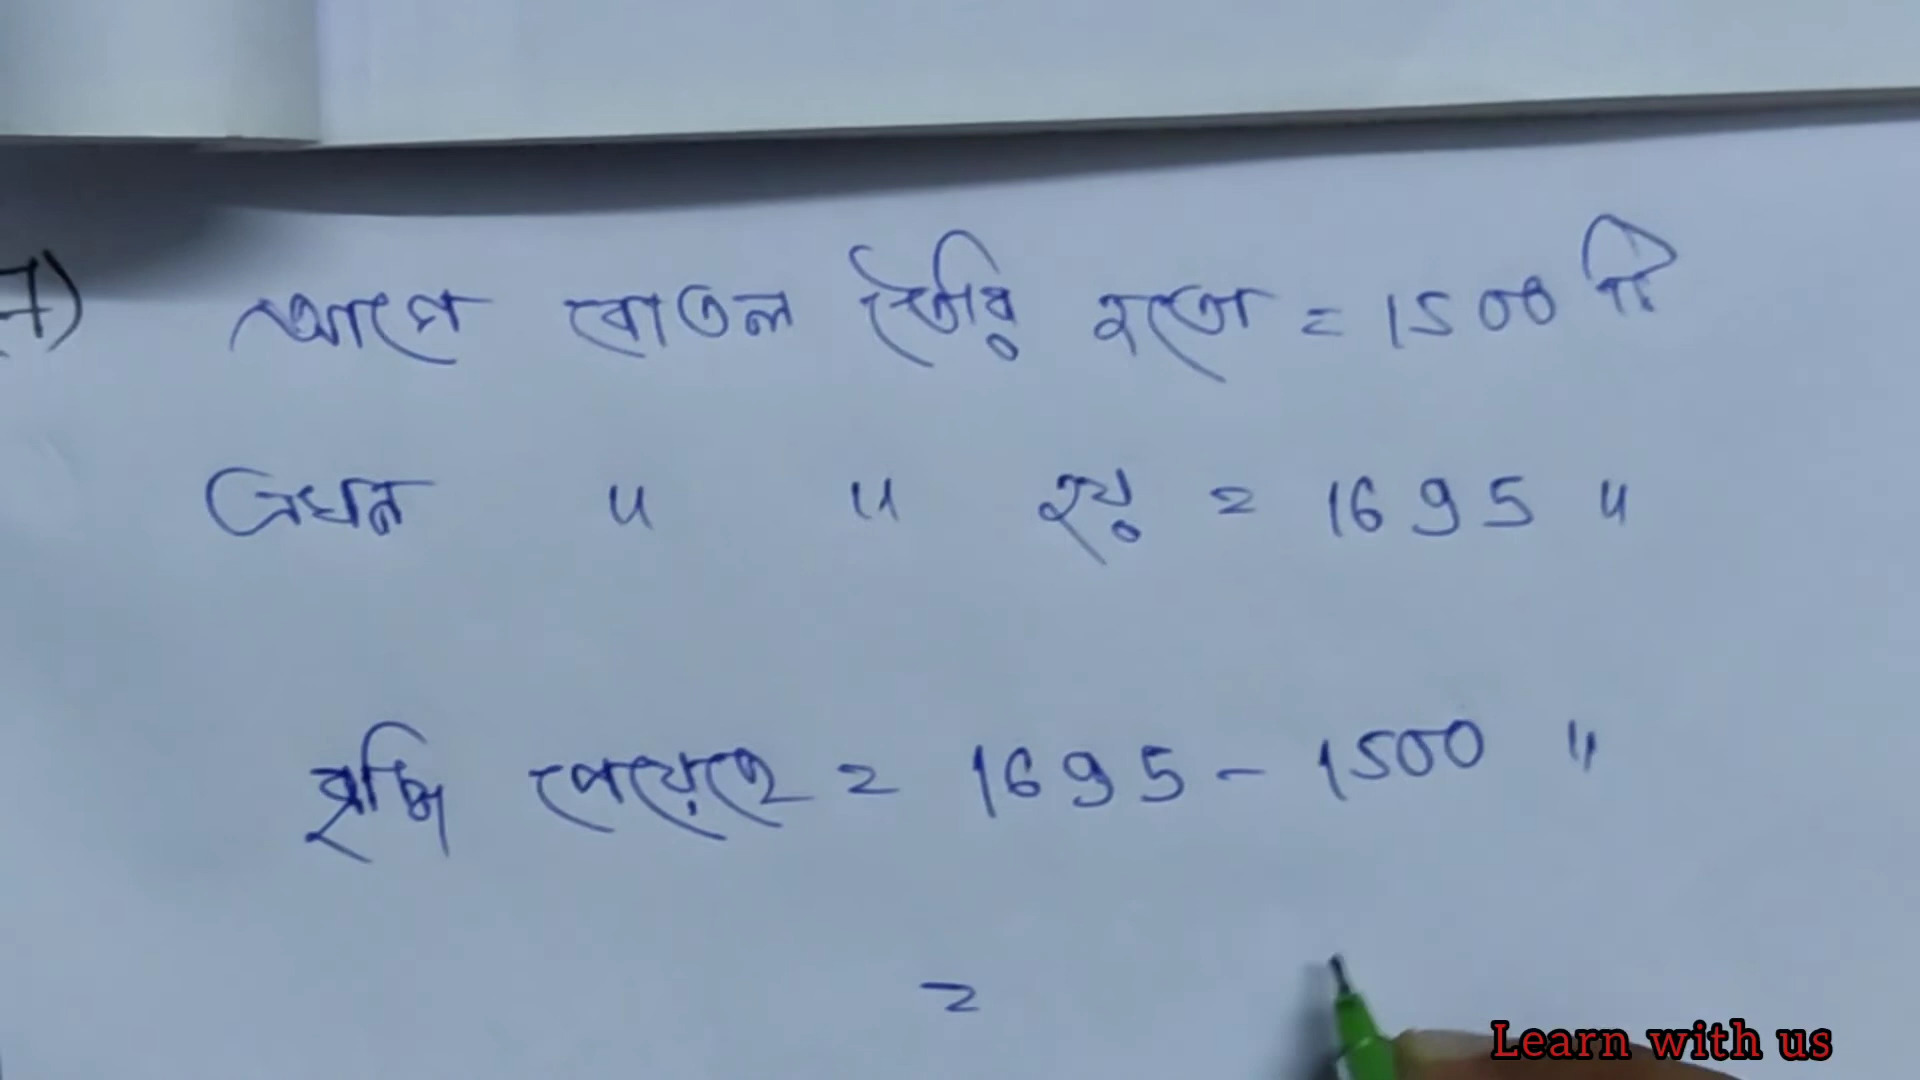 7) আগে বোতল তৈরি হতো = 1500 টি
এখন " " হয় = 1695 "
বৃদ্ধি পেয়েছে = 1695 - 1500 "
=
Learn with us